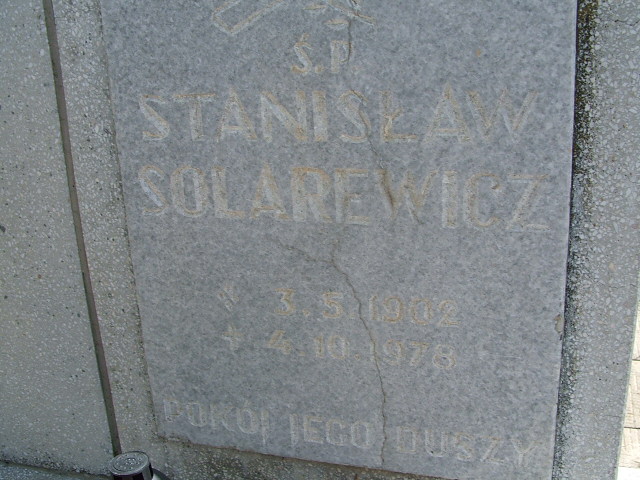 Ś.P.
STANISŁAW
SOLAREWICZ
3.5.1902
4.10.1978
POKÓJ JEGO DUSZY